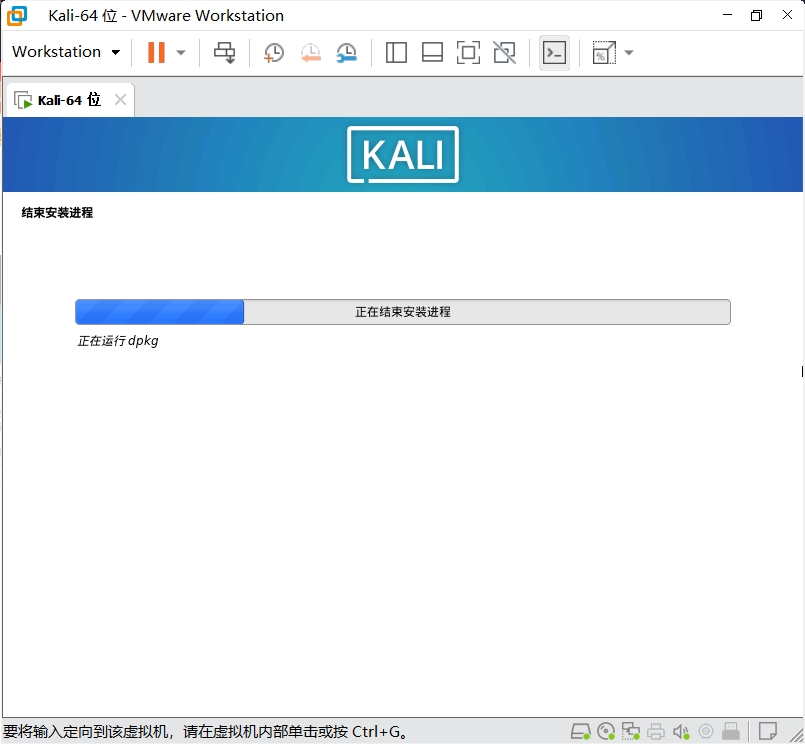 Kali-64 位 - VMware Workstation
Workstation
Kali-64 位
KALI
结束安装进程
正在结束安装进程
正在运行 dpkg
要将输入定向到该虚拟机，请在虚拟机内部单击或按 Ctrl+G。